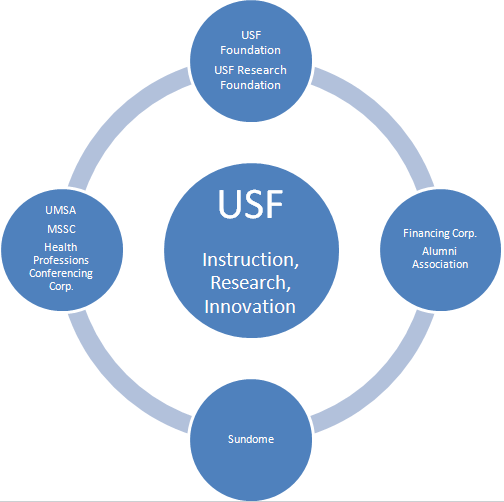 USF
Foundation
USF Research
Foundation
UMSA
MSSC
Health
Professions
Conferencing
Corp.
USF
Instruction,
Research,
Innovation
Financing Corp.
Alumni
Association
Sundome